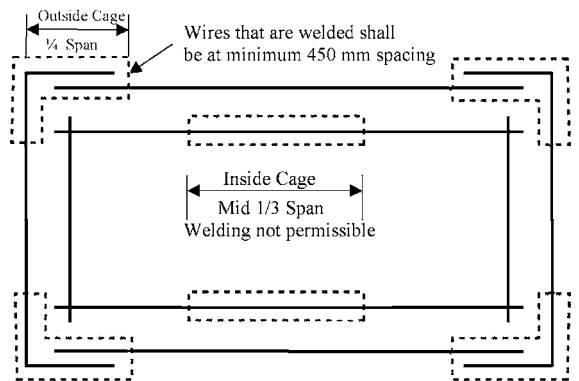 Outside Cage
¼ Span
Wires that are welded shall
be at minimum 450 mm spacing
Inside Cage
Mid 1/3 Span
Welding not permissible